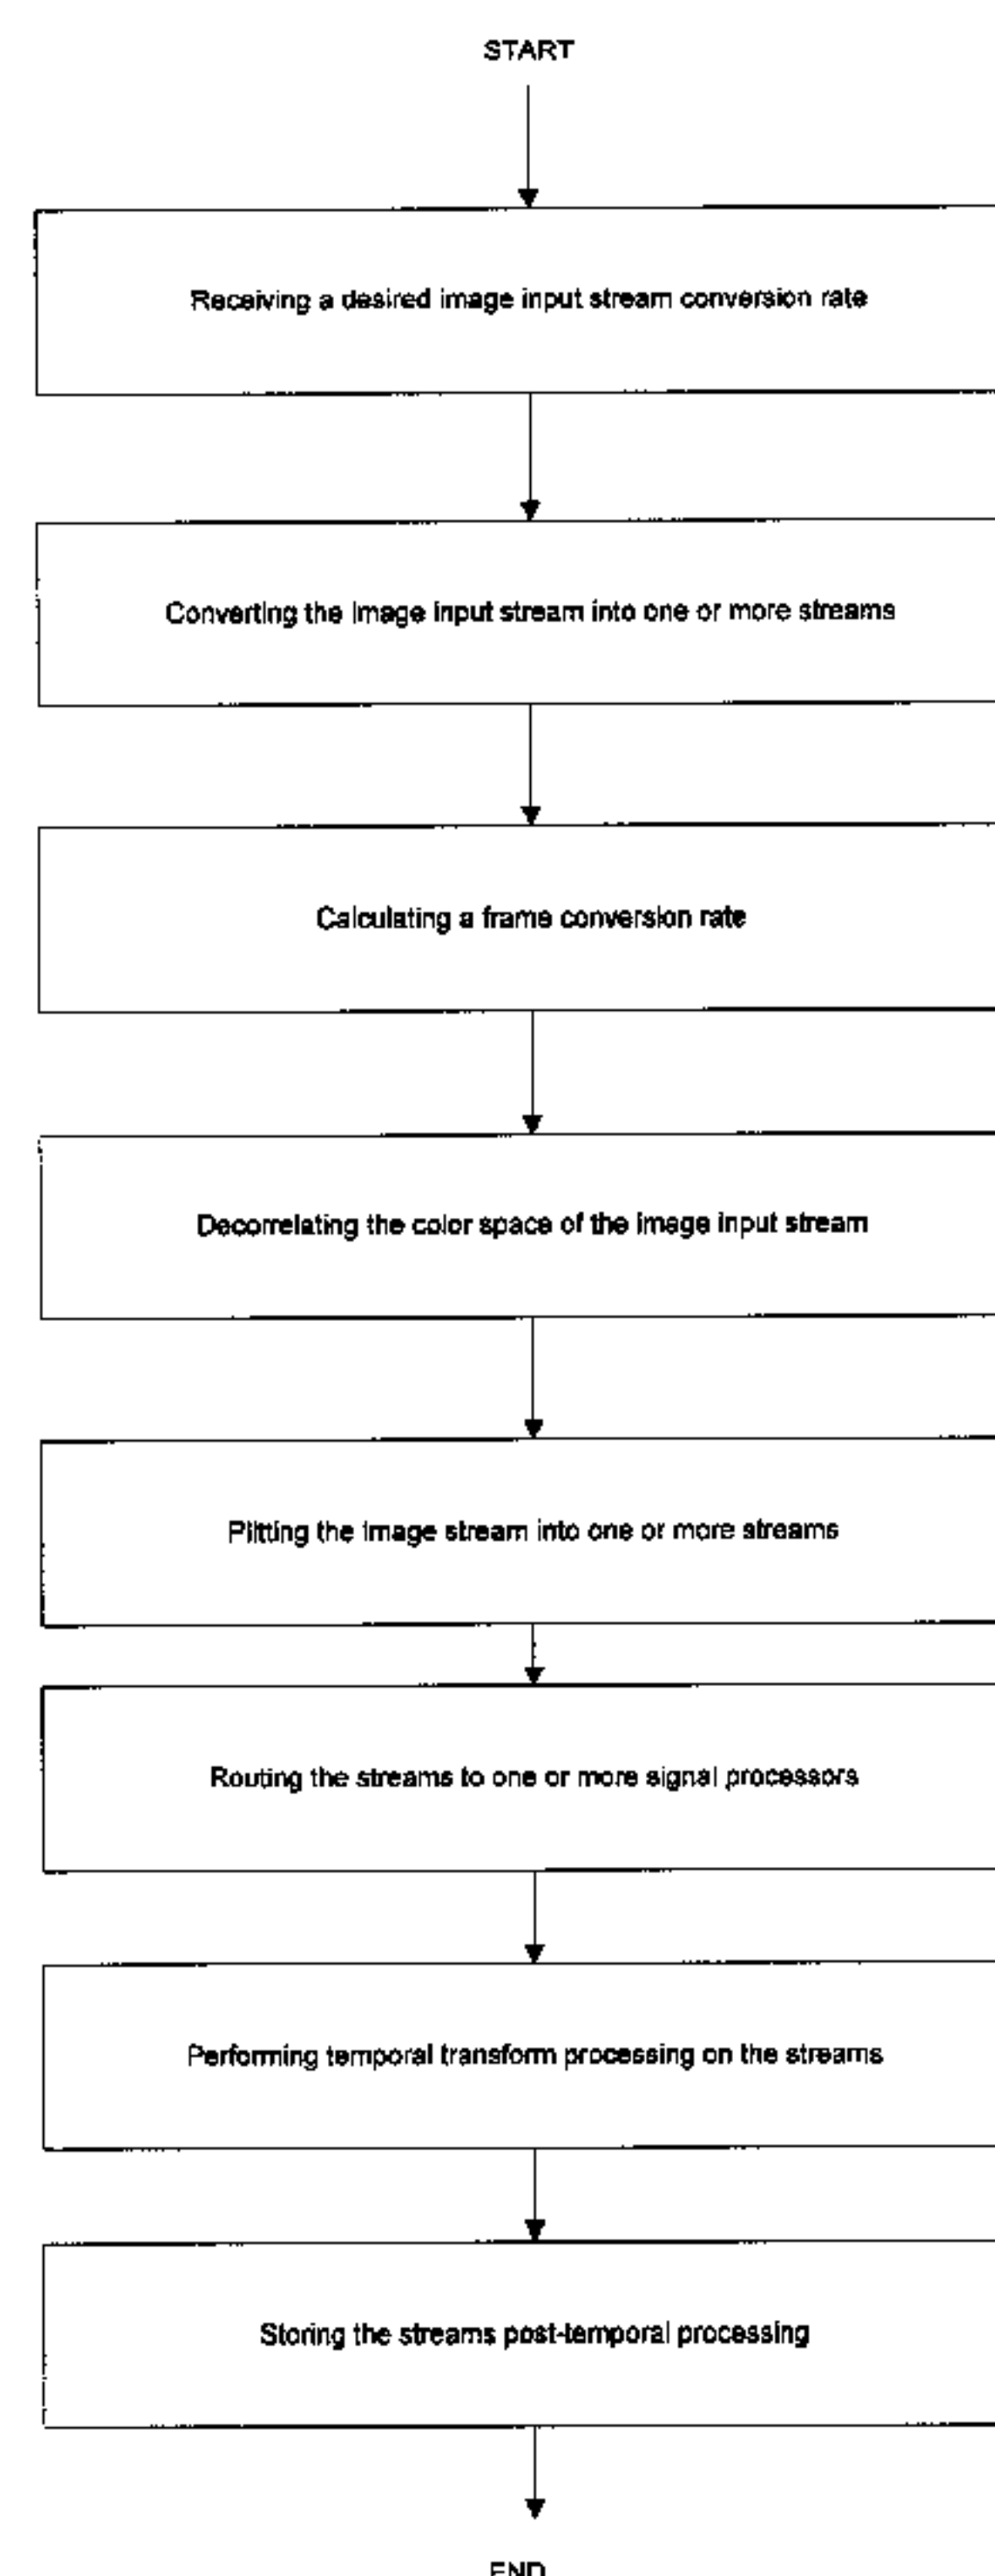 START
Receiving a desired image input stream conversion rate
Converting the image input stream into one or more streams
Calculating a frame conversion rate
Decorrelating the color space of the image input stream
Plitting the image stream into one or more streams
Routing the streams to one or more signal processors
Performing temporal transform processing on the streams
Storing the streams post-temporal processing
END